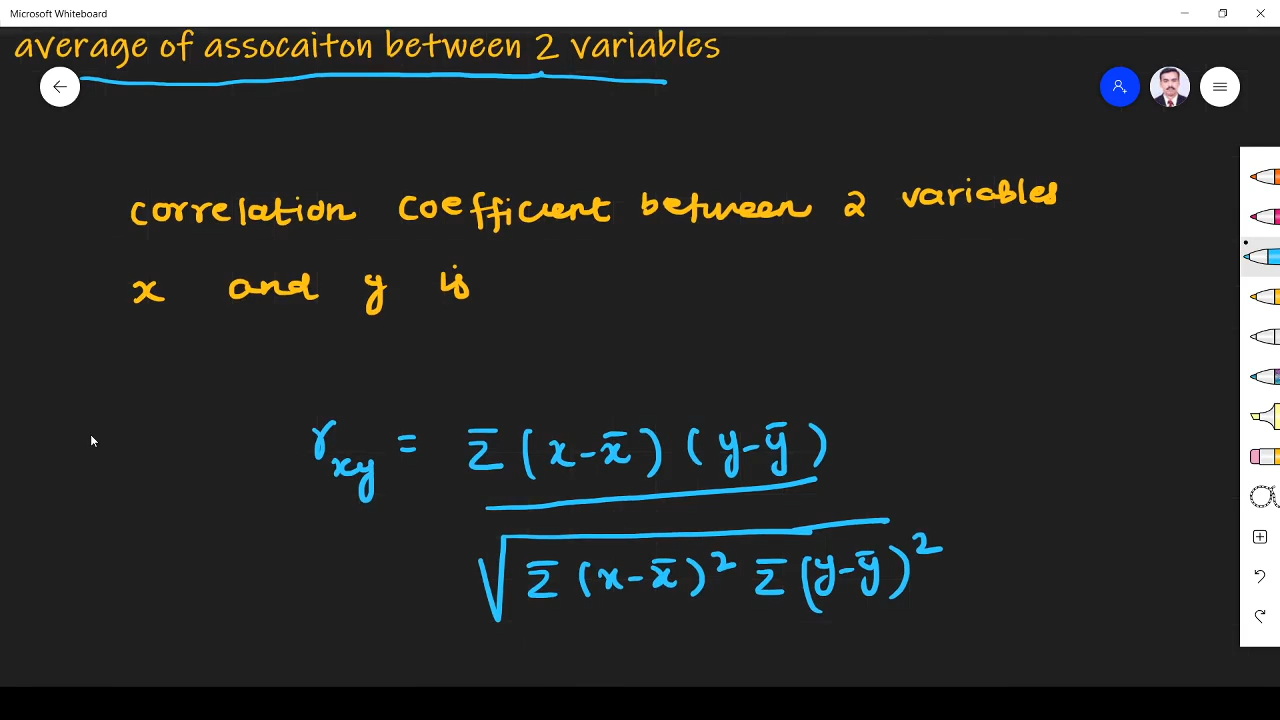 Microsoft Whiteboard
average of assocaiton between 2 variables
correlation coefficient between 2 variables
x and y is
r_xy = Σ(x-x̄)(y-ȳ)
√Σ(x-x̄)² Σ(y-ȳ)²